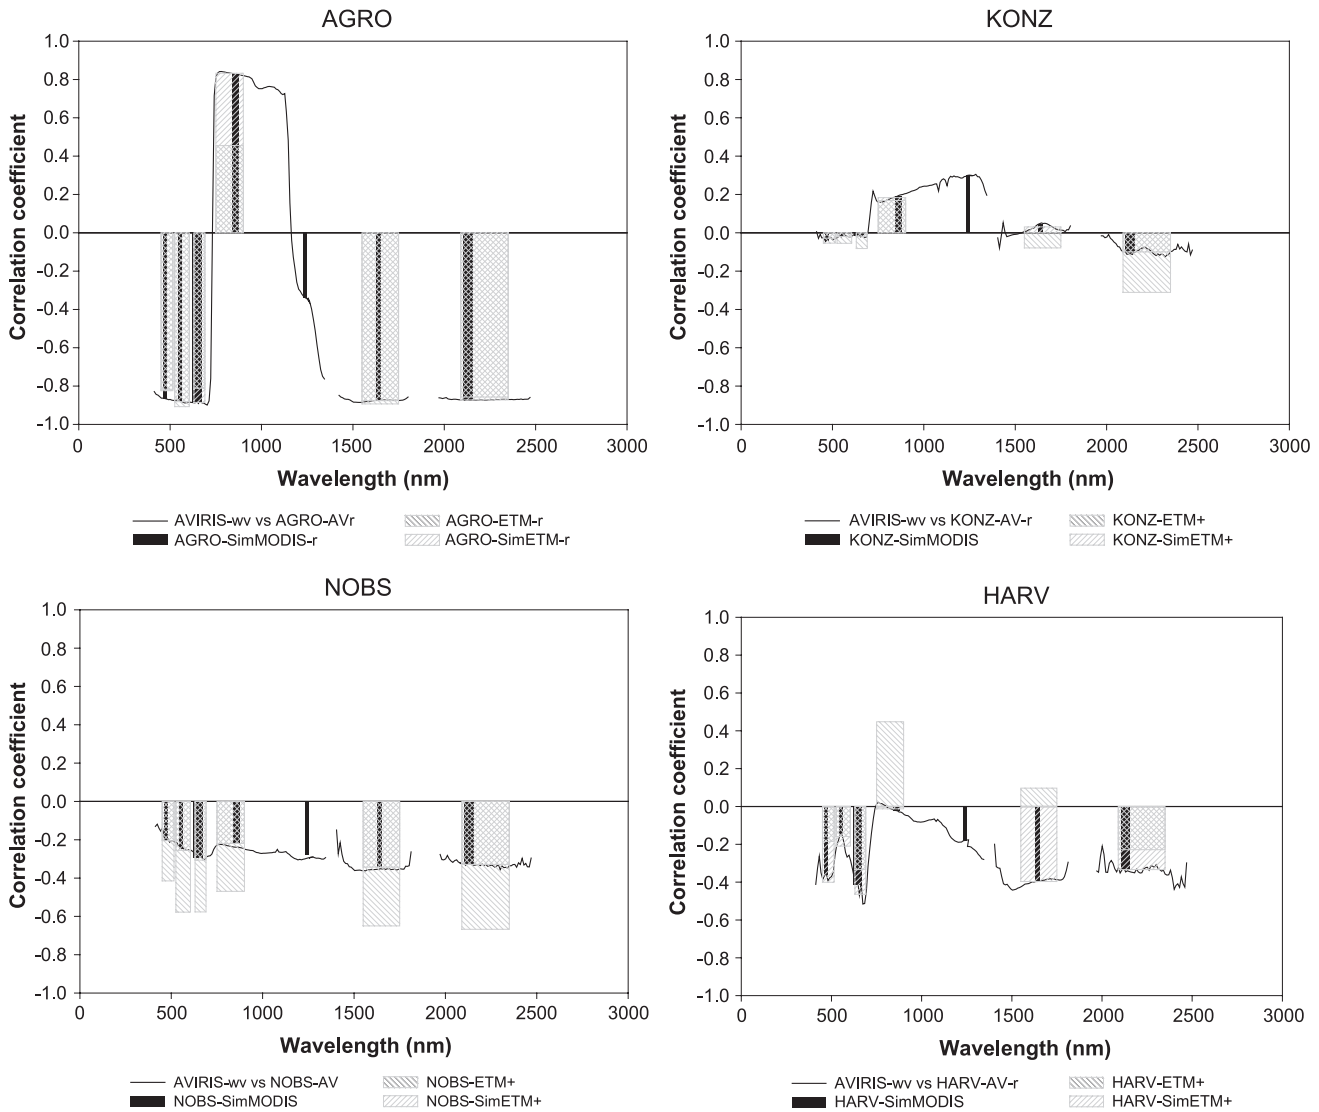 AGRO
1.0
0.8
0.6
0.4
0.2
0.0
-0.2
-0.4
-0.6
-0.8
-1.0
Correlation coefficient
0 500 1000 1500 2000 2500 3000
Wavelength (nm)
AVIRIS-wv vs AGRO-AVr
AGRO-ETM-r
AGRO-SimMODIS-r
AGRO-SimETM-r
KONZ
1.0
0.8
0.6
0.4
0.2
0.0
-0.2
-0.4
-0.6
-0.8
-1.0
Correlation coefficient
0 500 1000 1500 2000 2500 3000
Wavelength (nm)
AVIRIS-wv vs KONZ-AV-r
KONZ-ETM+
KONZ-SimMODIS
KONZ-SimETM+
NOBS
1.0
0.8
0.6
0.4
0.2
0.0
-0.2
-0.4
-0.6
-0.8
-1.0
Correlation coefficient
0 500 1000 1500 2000 2500 3000
Wavelength (nm)
AVIRIS-wv vs NOBS-AV
NOBS-ETM+
NOBS-SimMODIS
NOBS-SimETM+
HARV
1.0
0.8
0.6
0.4
0.2
0.0
-0.2
-0.4
-0.6
-0.8
-1.0
Correlation coefficient
0 500 1000 1500 2000 2500 3000
Wavelength (nm)
AVIRIS-wv vs HARV-AV-r
HARV-ETM+
HARV-SimMODIS
HARV-SimETM+